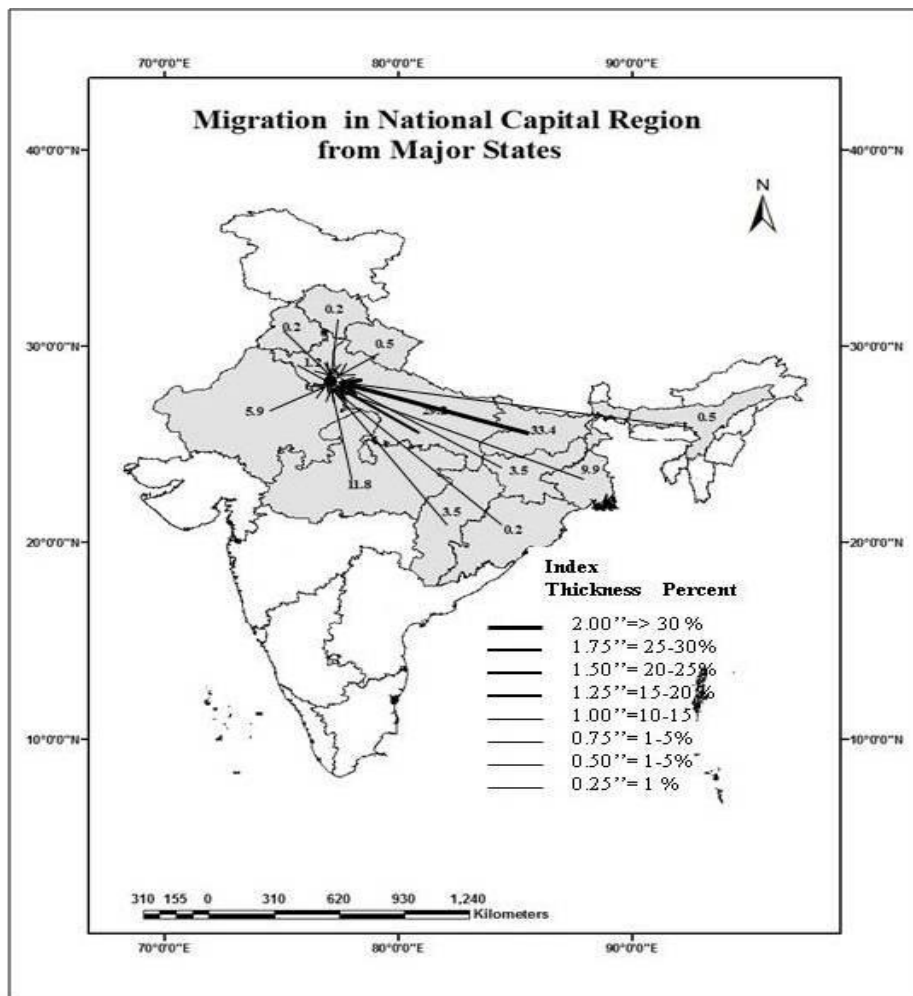 70°0'0"E 80°0'0"E 90°0'0"E
Migration in National Capital Region
from Major States
40°0'0"N 40°0'0"N
N
0.2
0.2
30°0'0"N 30°0'0"N
0.5
1.2
5.9
0.5
33.4
3.5
9.9
11.8
3.5
0.2
20°0'0"N 20°0'0"N
Index
Thickness Percent
2.00’’=> 30 %
1.75’’= 25-30%
1.50’’= 20-25%
1.25’’=15-20 %
1.00’’=10-15
0.75’’= 1-5%
0.50’’= 1-5%
0.25’’= 1 %
10°0'0"N 10°0'0"N
310 155 0 310 620 930 1,240
Kilometers
70°0'0"E 80°0'0"E 90°0'0"E